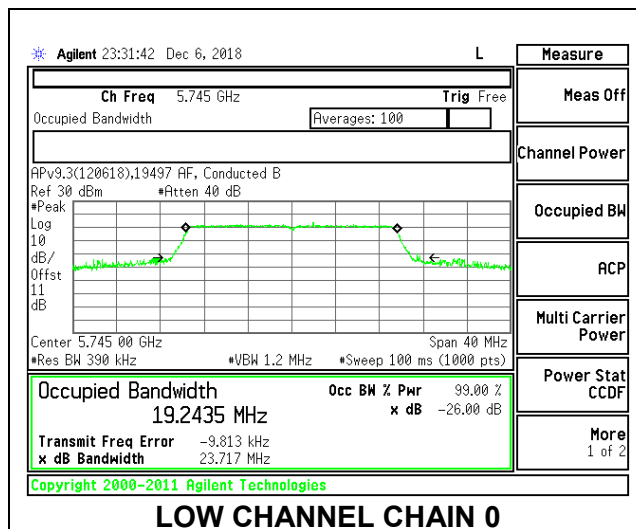 Agilent 23:31:42 Dec 6, 2018 L
Measure
Ch Freq 5.745 GHz Trig Free
Meas Off
Occupied Bandwidth Averages: 100
Channel Power
APv9.3(120618),19497 AF, Conducted B
Ref 30 dBm #Atten 40 dB
#Peak
Log
10
dB/
Offst
11
dB
Occupied BW
ACP
Multi Carrier
Power
Center 5.745 00 GHz Span 40 MHz
#Res BW 390 kHz #VBW 1.2 MHz #Sweep 100 ms (1000 pts)
Power Stat
CCDF
Occupied Bandwidth Occ BW % Pwr 99.00 %
19.2435 MHz x dB -26.00 dB
Transmit Freq Error -9.813 kHz
x dB Bandwidth 23.717 MHz
More
1 of 2
Copyright 2000-2011 Agilent Technologies
LOW CHANNEL CHAIN 0